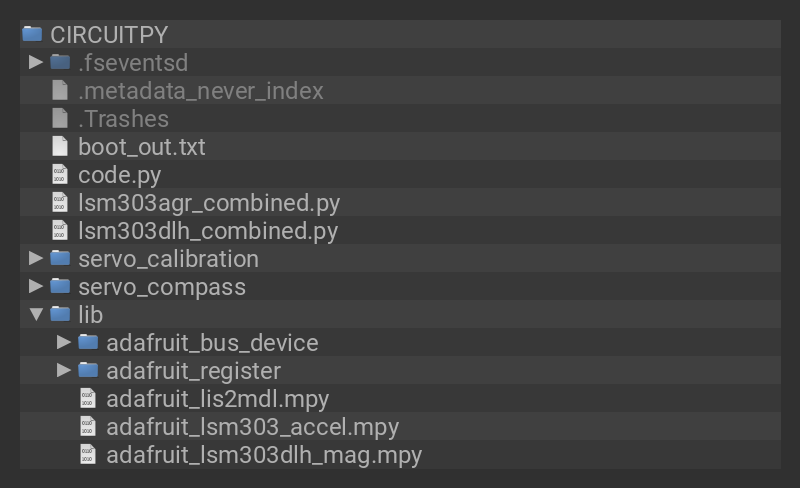 CIRCUITPY
.fseventsd
.metadata_never_index
.Trashes
boot_out.txt
code.py
lsm303agr_combined.py
lsm303dlh_combined.py
servo_calibration
servo_compass
lib
adafruit_bus_device
adafruit_register
adafruit_lis2mdl.mpy
adafruit_lsm303_accel.mpy
adafruit_lsm303dlh_mag.mpy